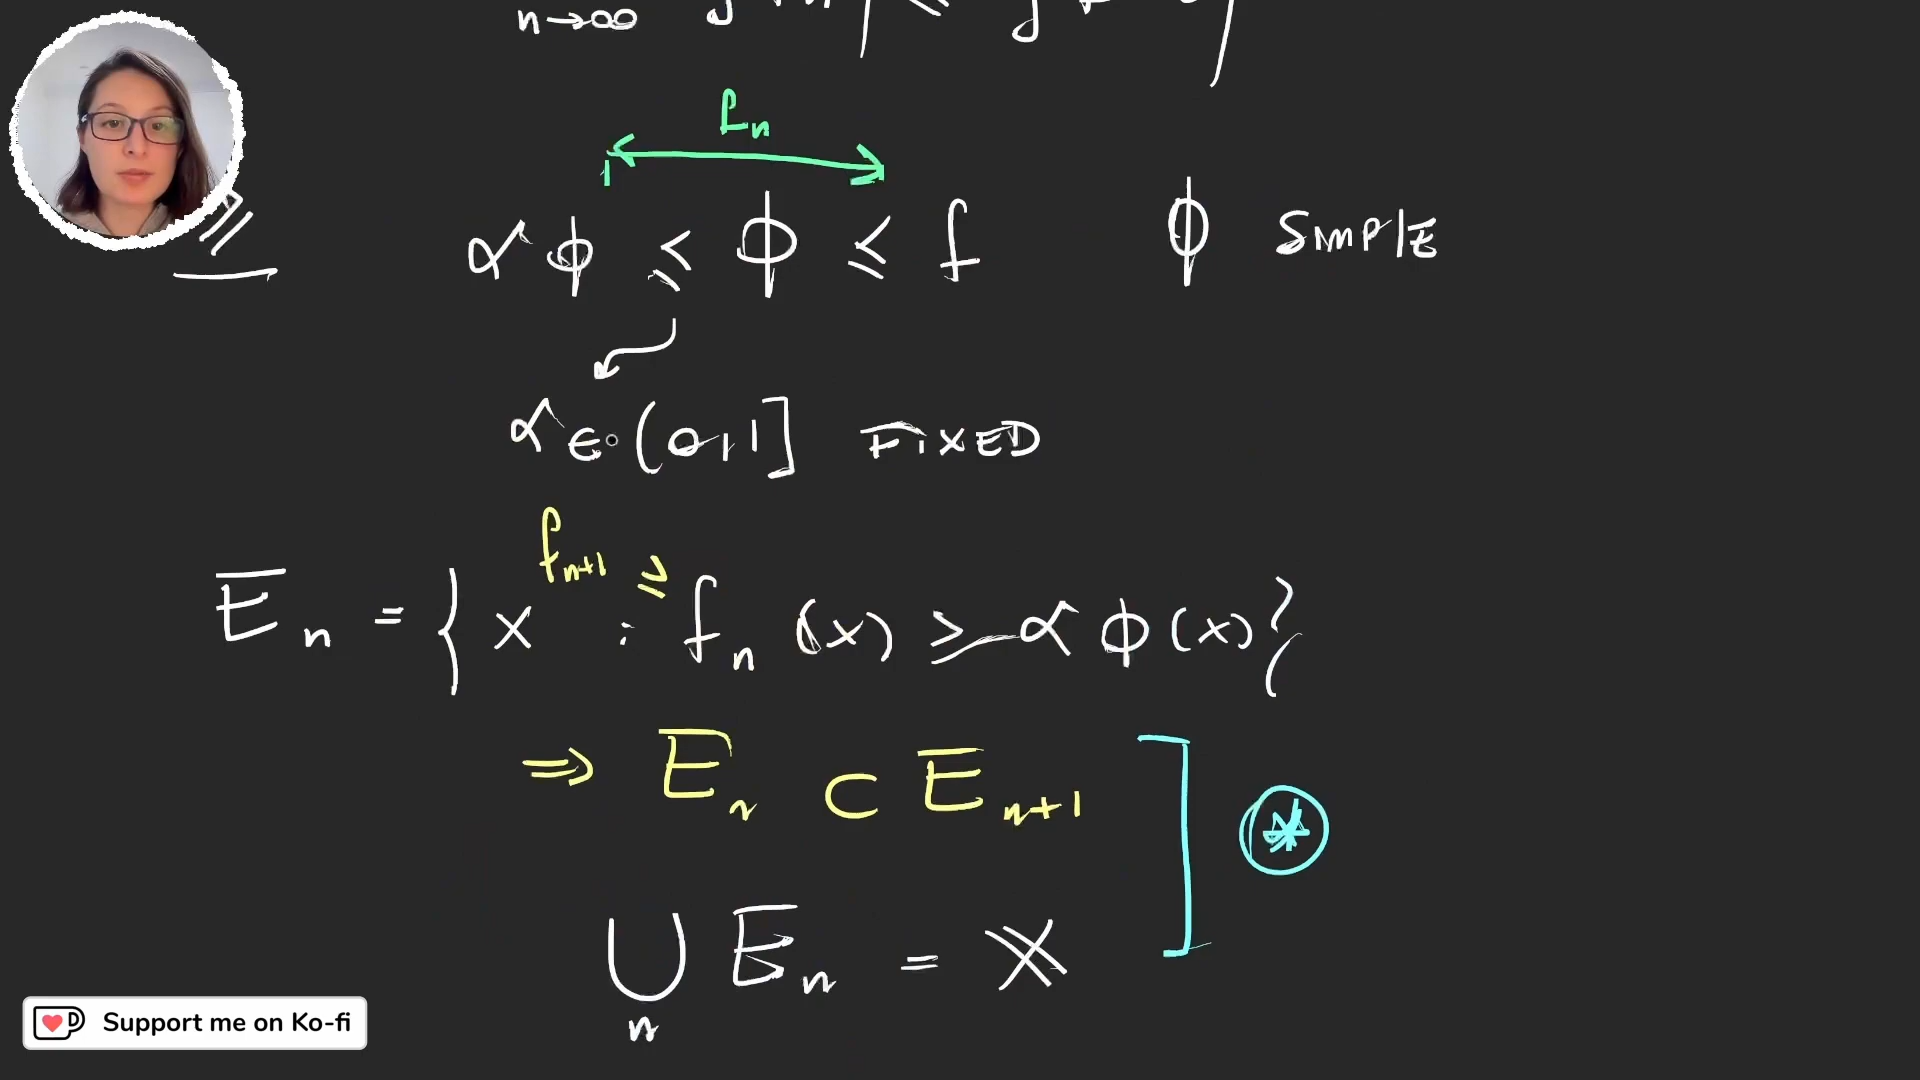 n→∞
fₙ
≥
αϕ ≤ ϕ ≤ f ϕ SIMPLE
α ∈ (0,1] FIXED
fₙ₊₁ ≥
Eₙ = { x : fₙ(x) ≥ αϕ(x) }
⇒ Eₙ ⊂ Eₙ₊₁
*
⋃ Eₙ = X
n
Support me on Ko-fi